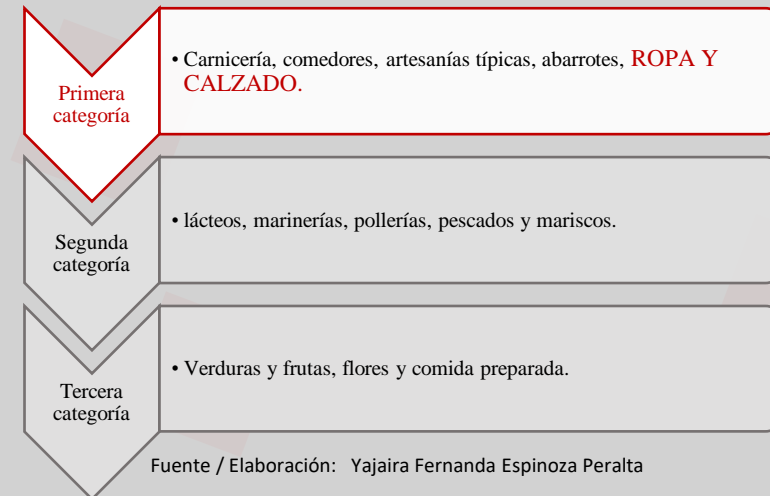 Primera
categoría
• Carnicería, comedores, artesanías típicas, abarrotes, ROPA Y
CALZADO.
Segunda
categoría
• lácteos, marinerías, pollerías, pescados y mariscos.
Tercera
categoría
• Verduras y frutas, flores y comida preparada.
Fuente / Elaboración: Yajaira Fernanda Espinoza Peralta